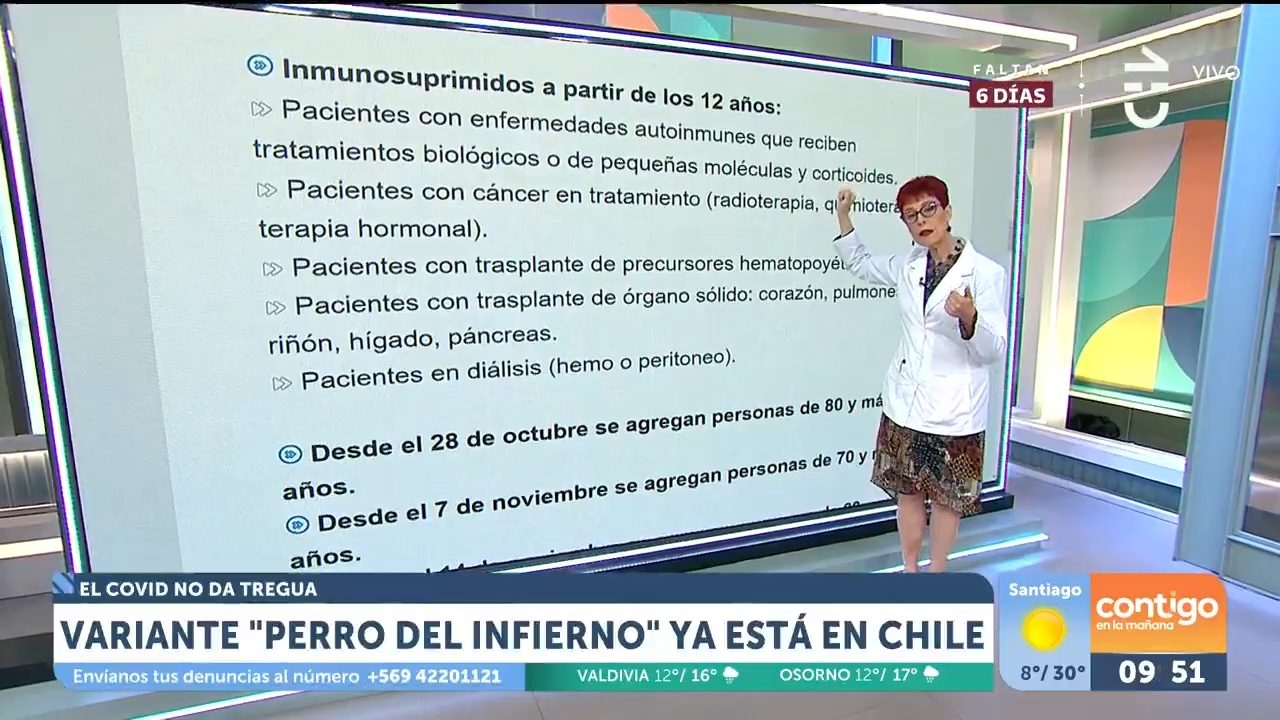 Inmunosuprimidos a partir de los 12 años:
Pacientes con enfermedades autoinmunes que reciben
tratamientos biológicos o de pequeñas moléculas y corticoides.
Pacientes con cáncer en tratamiento (radioterapia,
terapia hormonal).
Pacientes con trasplante de precursores
Pacientes con trasplante de órgano sólido: corazón,
riñón, hígado, páncreas.
Pacientes en diálisis (hemo o peritoneo).
Desde el 28 de octubre se agregan personas de 80 y
años.
Desde el 7 de noviembre se agregan personas de 70 y
años.
FALTAN
6 DÍAS
VIVO
EL COVID NO DA TREGUA
VARIANTE "PERRO DEL INFIERNO" YA ESTÁ EN CHILE
Envíanos tus denuncias al número +569 42201121
VALDIVIA 12°/ 16° OSORNO 12°/ 17°
Santiago
8°/ 30°
contigo
en la mañana
09 51